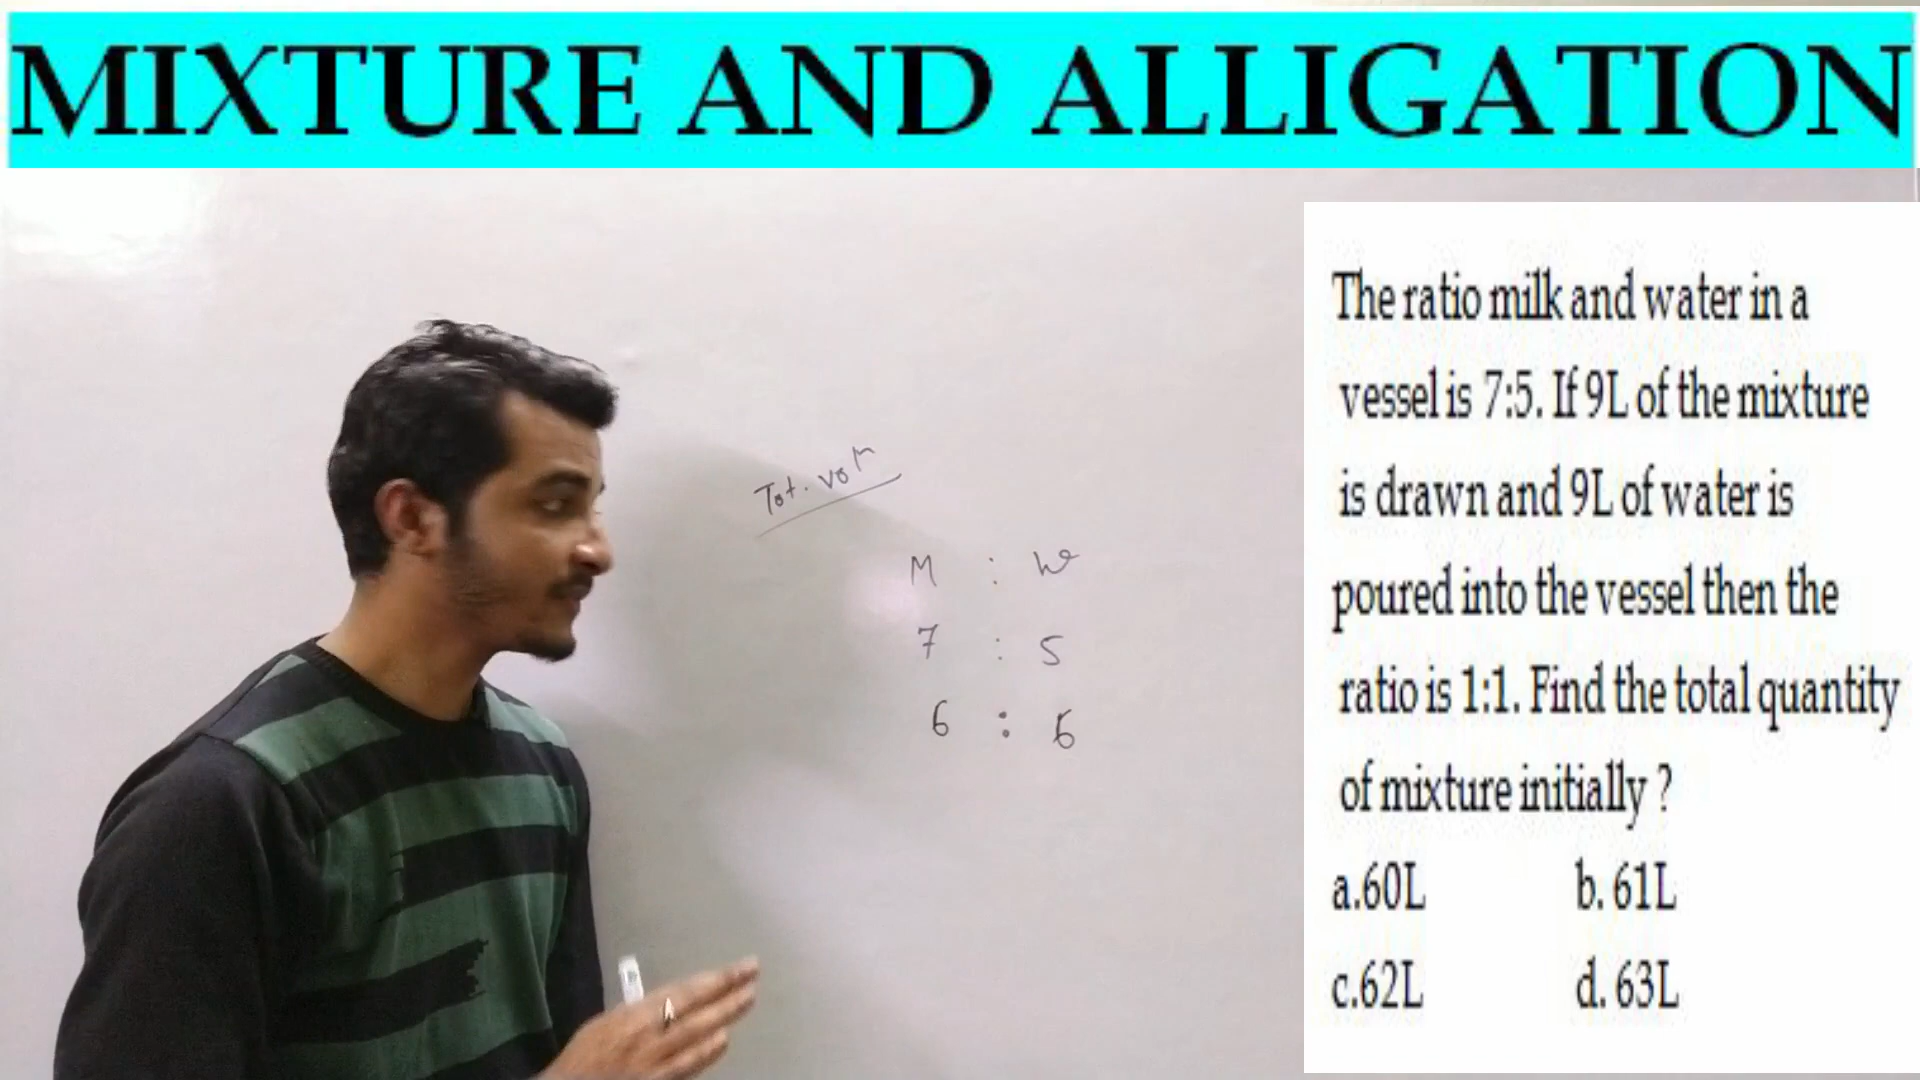 MIXTURE AND ALLIGATION
The ratio milk and water in a
vessel is 7:5. If 9L of the mixture
is drawn and 9L of water is
poured into the vessel then the
ratio is 1:1. Find the total quantity
of mixture initially ?
a.60L b. 61L
c.62L d. 63L
Tot. vol
M : W
7 : 5
6 : 6